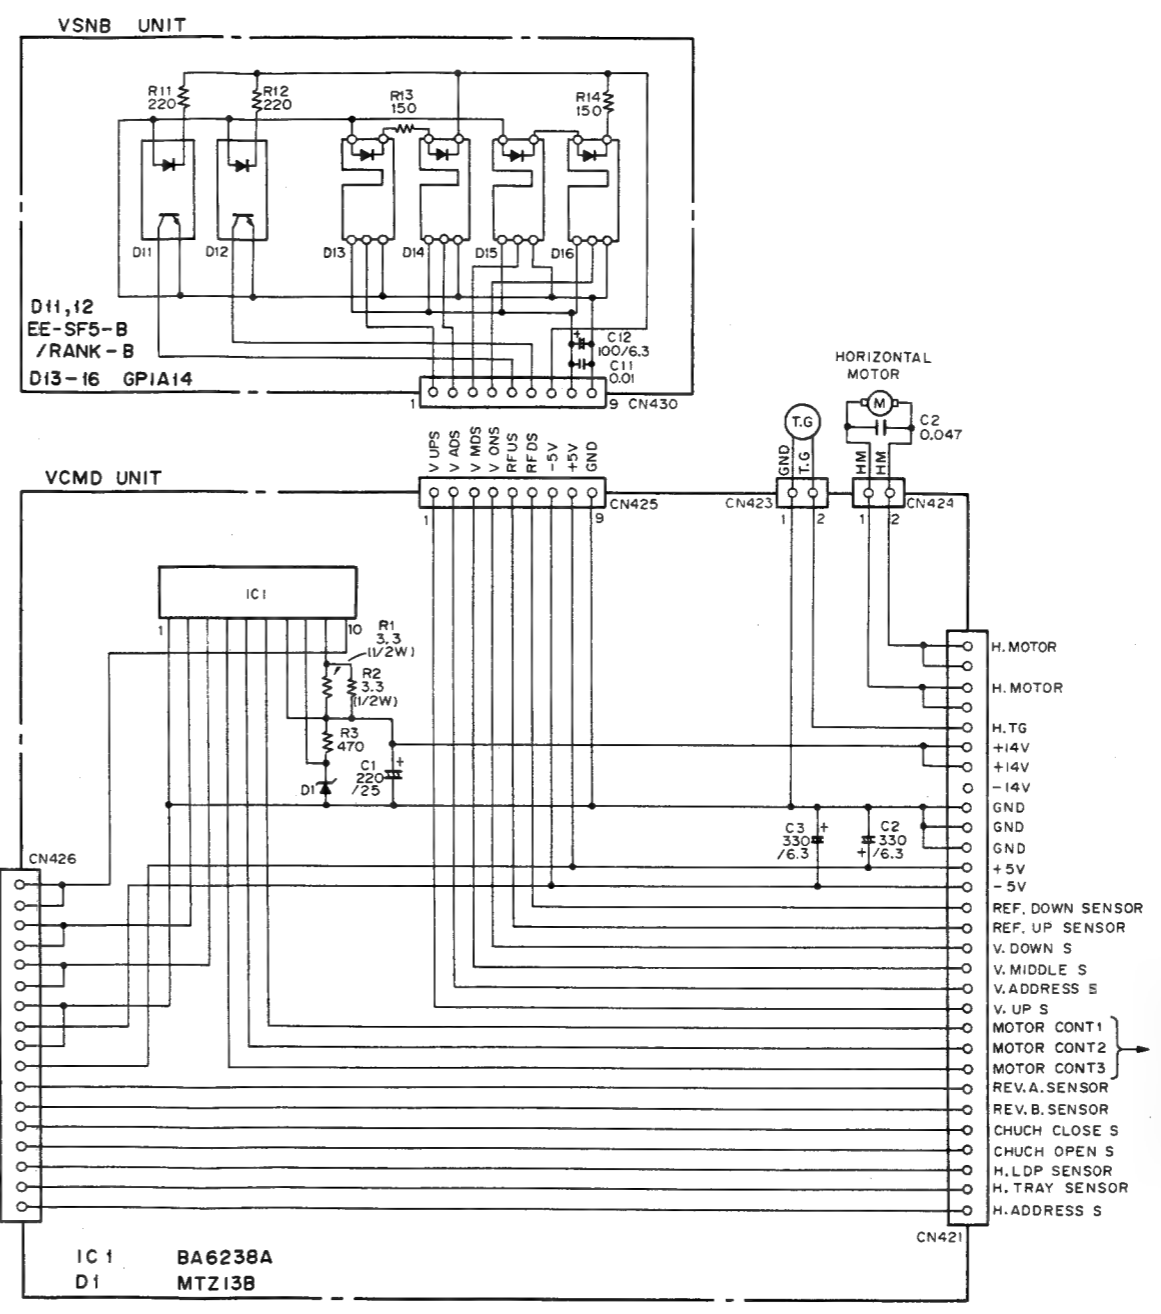 VSNB UNIT
R11
220
R12
220
R13
150
R14
150
D11
D12
D13
D14
D15
D16
D11,12
EE-SF5-B
/RANK-B
D13-16 GP1A14
+
C12
100/6.3
C11
0.01
1
9
CN430
HORIZONTAL
MOTOR
M
C2
0.047
T.G
GND
T.G
HM
HM
V UPS
V ADS
V MDS
V ONS
RFUS
RFDS
-5V
+5V
GND
VCMD UNIT
1
9
CN425
CN423
1
2
CN424
1
2
IC1
1
10
R1
3.3
(1/2W)
R2
3.3
(1/2W)
R3
470
C1
220
/25
+
D1
C3
330
/6.3
+
C2
330
/6.3
+
H.MOTOR
H.MOTOR
H.TG
+14V
+14V
-14V
GND
GND
GND
+5V
-5V
REF. DOWN SENSOR
REF. UP SENSOR
V. DOWN S
V. MIDDLE S
V. ADDRESS S
V. UP S
MOTOR CONT1
MOTOR CONT2
MOTOR CONT3
REV.A.SENSOR
REV.B.SENSOR
CHUCH CLOSE S
CHUCH OPEN S
H.LDP SENSOR
H.TRAY SENSOR
H.ADDRESS S
CN426
CN421
IC1 BA6238A
D1 MTZ13B